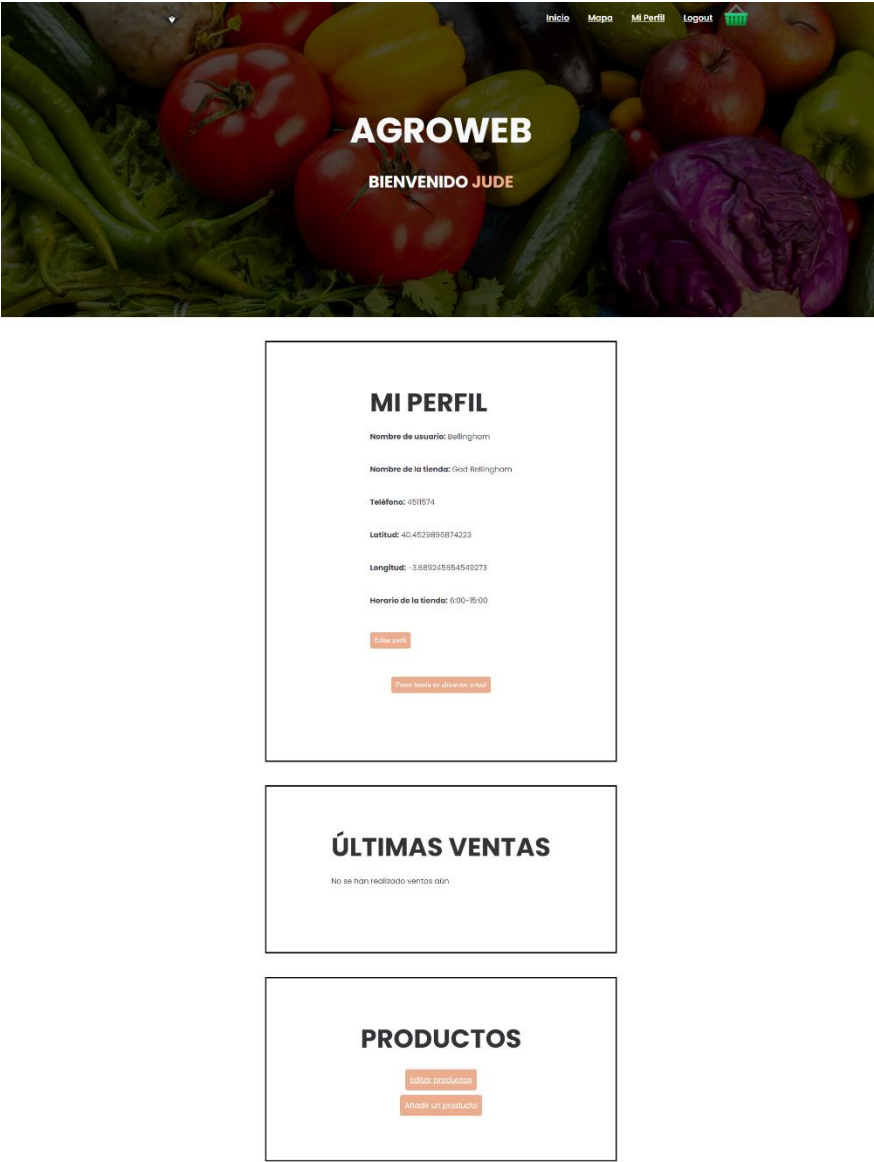 Inicio Mapa Mi Perfil Logout
AGROWEB
BIENVENIDO JUDE
MI PERFIL
Nombre de usuario: Bellingham
Nombre de la tienda: God Bellingham
Teléfono: 4511574
Latitud: 40.4529896874223
Longitud: -3.689245654549273
Horario de la tienda: 6:00-15:00
Editar perfil
Poner tienda en ubicacion actual
ÚLTIMAS VENTAS
No se han realizado ventas aún
PRODUCTOS
Editar productos
Añadir un producto